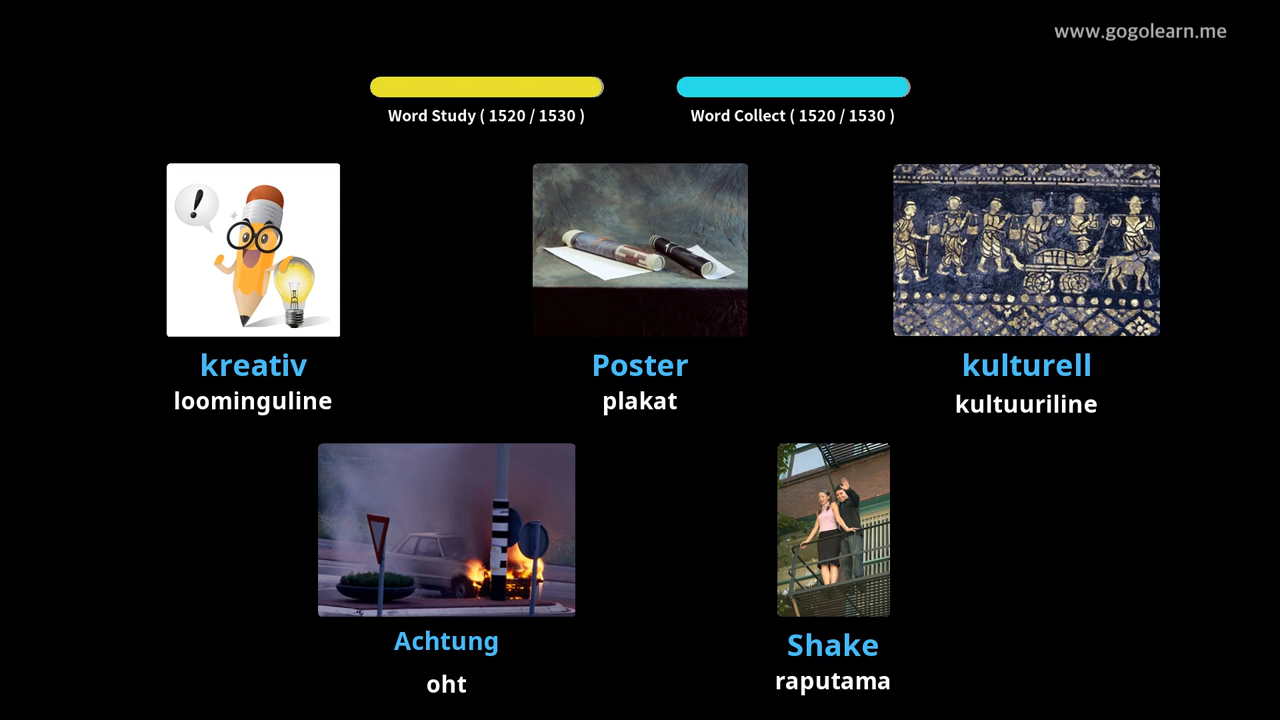 www.gogolearn.me
Word Study ( 1520 / 1530 )
Word Collect ( 1520 / 1530 )
kreativ
loominguline
Poster
plakat
kulturell
kultuuriline
Achtung
oht
Shake
raputama